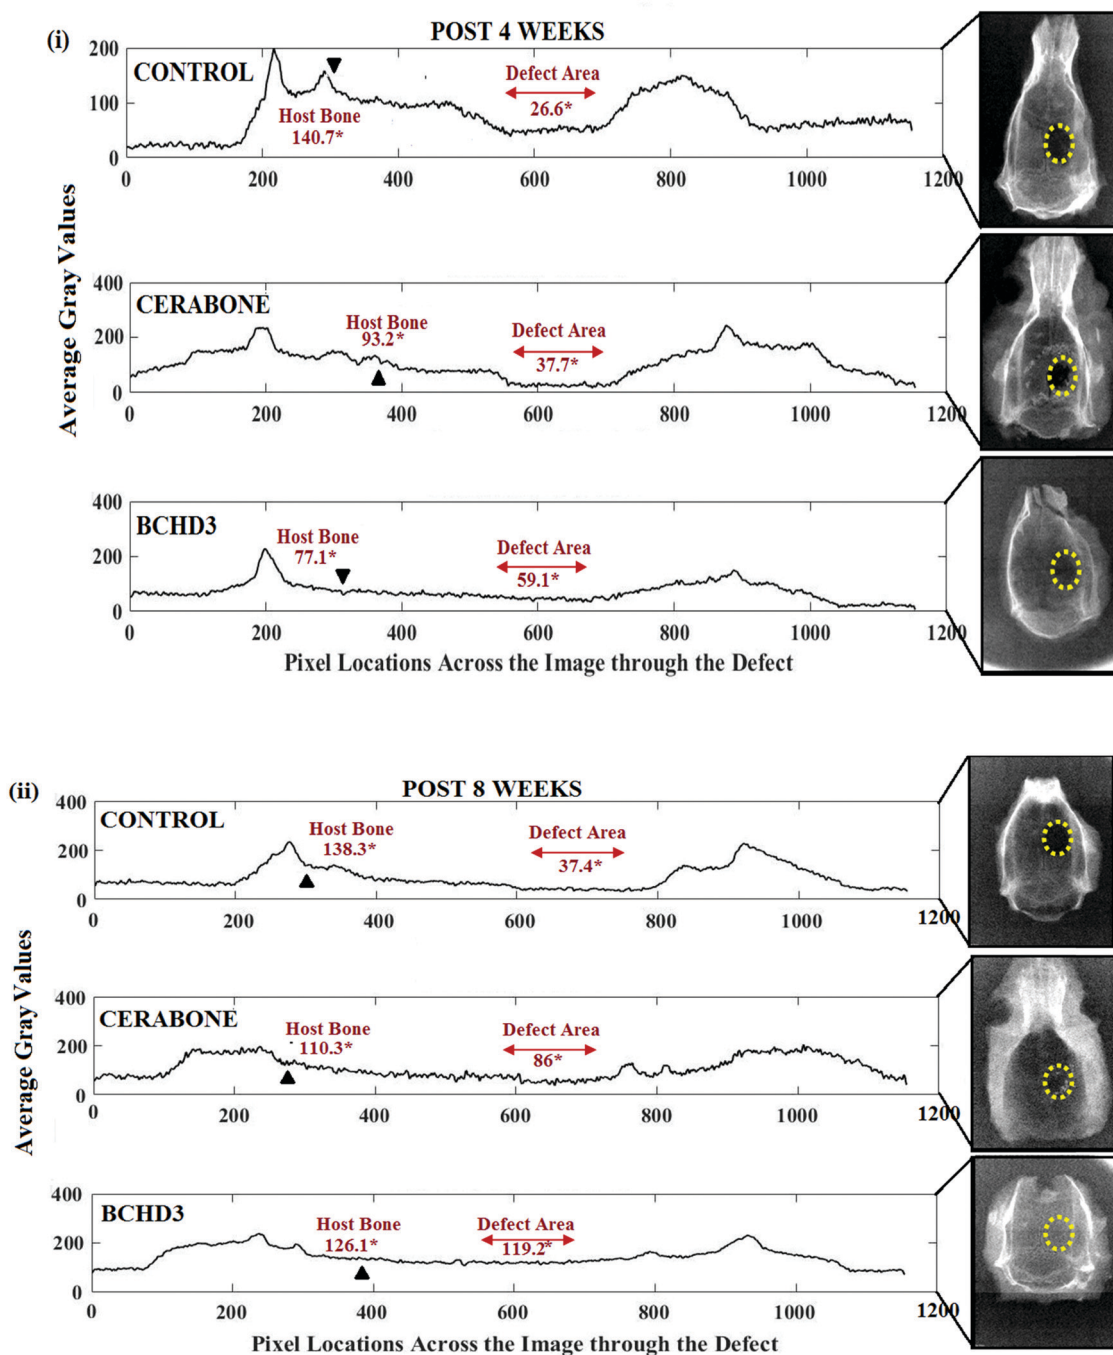 (i)
POST 4 WEEKS
Average Gray Values
200
100
0
CONTROL
Host Bone
140.7*
Defect Area
26.6*
0 200 400 600 800 1000 1200
400
200
0
CERABONE
Host Bone
93.2*
Defect Area
37.7*
0 200 400 600 800 1000 1200
400
200
0
BCHD3
Host Bone
77.1*
Defect Area
59.1*
0 200 400 600 800 1000 1200
Pixel Locations Across the Image through the Defect
(ii)
POST 8 WEEKS
Average Gray Values
400
200
0
CONTROL
Host Bone
138.3*
Defect Area
37.4*
0 200 400 600 800 1000 1200
400
200
0
CERABONE
Host Bone
110.3*
Defect Area
86*
0 200 400 600 800 1000 1200
400
200
0
BCHD3
Host Bone
126.1*
Defect Area
119.2*
0 200 400 600 800 1000 1200
Pixel Locations Across the Image through the Defect